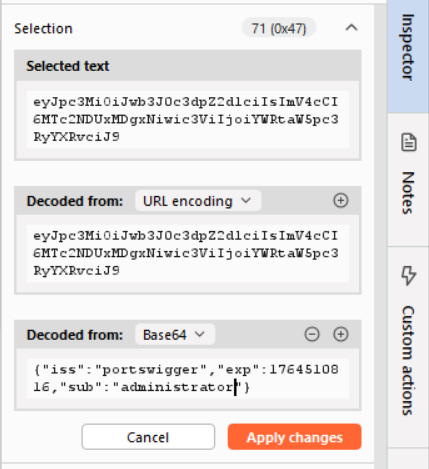 Selection
71 (0x47)
Selected text
eyJpc3MiOiJwb3J0c3dpZ2dlciIsImV4cCI
6MTc2NDUxMDgxNiwic3ViIjoiYWRtaW5pc3
RyYXRvciJ9
Decoded from:
URL encoding
eyJpc3MiOiJwb3J0c3dpZ2dlciIsImV4cCI
6MTc2NDUxMDgxNiwic3ViIjoiYWRtaW5pc3
RyYXRvciJ9
Decoded from:
Base64
{"iss":"portswigger","exp":17645108
16,"sub":"administrator"}
Cancel
Apply changes
Inspector
Notes
Custom actions